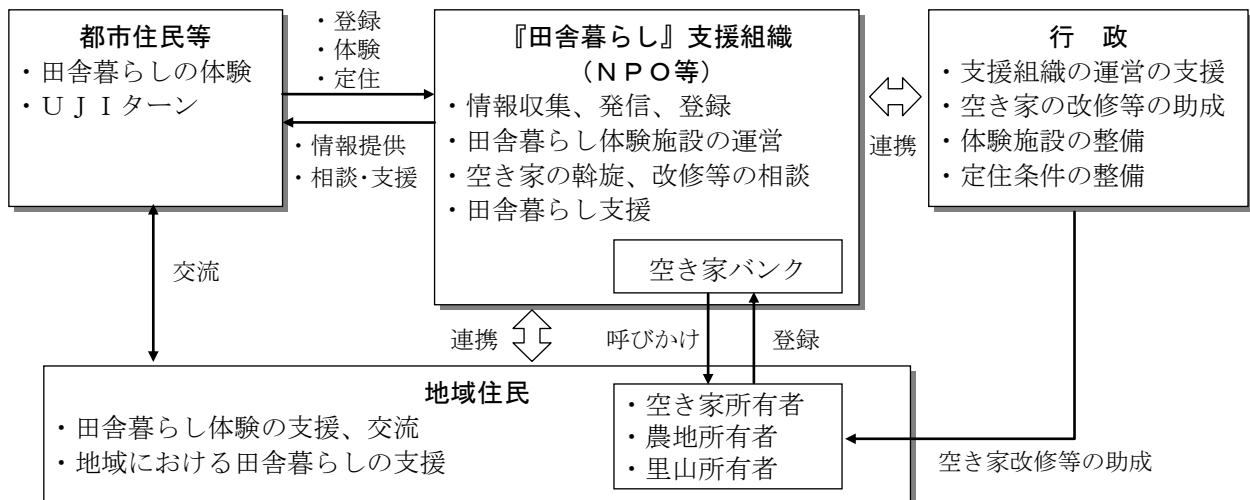 都市住民等
・田舎暮らしの体験
・ＵＪＩターン
・登録
・体験
・定住
・情報提供
・相談･支援
『田舎暮らし』支援組織
（ＮＰＯ等）
・情報収集、発信、登録
・田舎暮らし体験施設の運営
・空き家の斡旋、改修等の相談
・田舎暮らし支援
空き家バンク
連携
行　政
・支援組織の運営の支援
・空き家の改修等の助成
・体験施設の整備
・定住条件の整備
交流
連携
呼びかけ
登録
地域住民
・田舎暮らし体験の支援、交流
・地域における田舎暮らしの支援
・空き家所有者
・農地所有者
・里山所有者
空き家改修等の助成